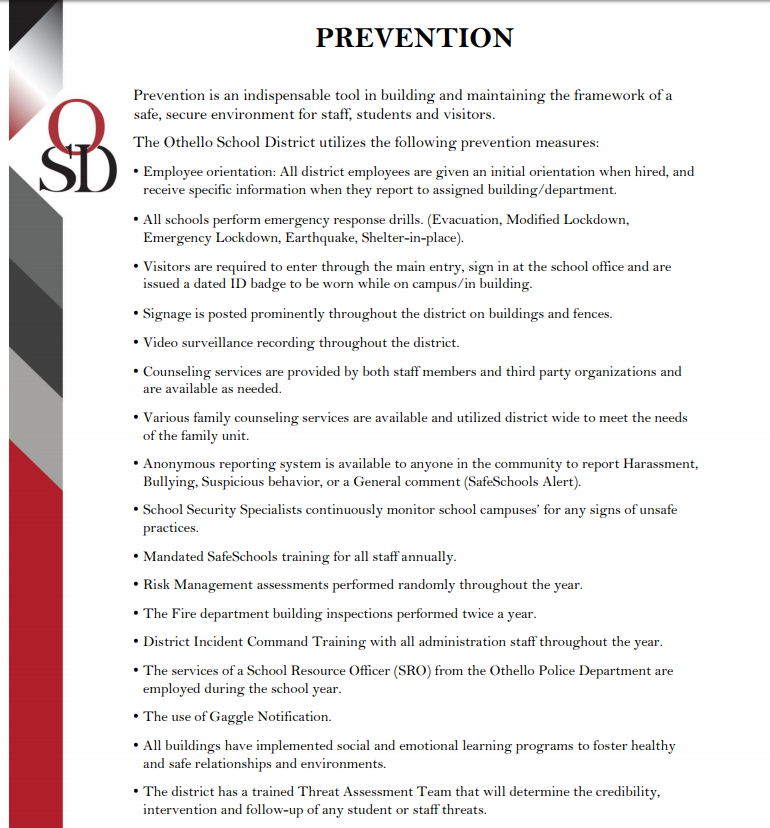 PREVENTION
Prevention is an indispensable tool in building and maintaining the framework of a
safe, secure environment for staff, students and visitors.
The Othello School District utilizes the following prevention measures:
• Employee orientation: All district employees are given an initial orientation when hired, and
receive specific information when they report to assigned building/department.
• All schools perform emergency response drills. (Evacuation, Modified Lockdown,
Emergency Lockdown, Earthquake, Shelter-in-place).
• Visitors are required to enter through the main entry, sign in at the school office and are
issued a dated ID badge to be worn while on campus/in building.
• Signage is posted prominently throughout the district on buildings and fences.
• Video surveillance recording throughout the district.
• Counseling services are provided by both staff members and third party organizations and
are available as needed.
• Various family counseling services are available and utilized district wide to meet the needs
of the family unit.
• Anonymous reporting system is available to anyone in the community to report Harassment,
Bullying, Suspicious behavior, or a General comment (SafeSchools Alert).
• School Security Specialists continuously monitor school campuses’ for any signs of unsafe
practices.
• Mandated SafeSchools training for all staff annually.
• Risk Management assessments performed randomly throughout the year.
• The Fire department building inspections performed twice a year.
• District Incident Command Training with all administration staff throughout the year.
• The services of a School Resource Officer (SRO) from the Othello Police Department are
employed during the school year.
• The use of Gaggle Notification.
• All buildings have implemented social and emotional learning programs to foster healthy
and safe relationships and environments.
• The district has a trained Threat Assessment Team that will determine the credibility,
intervention and follow-up of any student or staff threats.
OSD